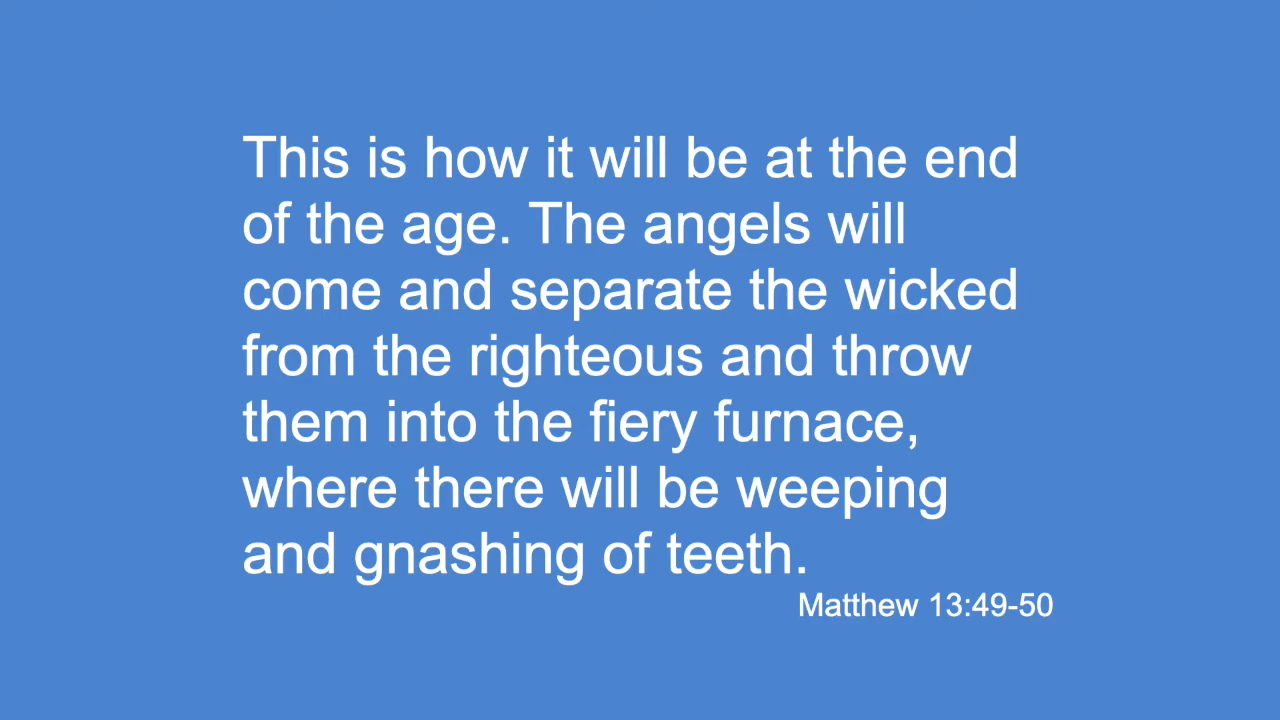 This is how it will be at the end
of the age. The angels will
come and separate the wicked
from the righteous and throw
them into the fiery furnace,
where there will be weeping
and gnashing of teeth.
Matthew 13:49-50